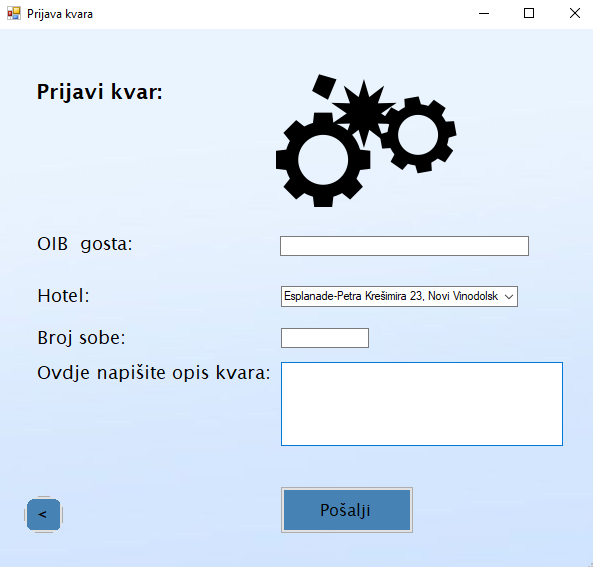 Prijava kvara
Prijavi kvar:
OIB  gosta:
Hotel:
Esplanade-Petra Krešimira 23, Novi Vinodolsk
Broj sobe:
Ovdje napišite opis kvara:
<
Pošalji